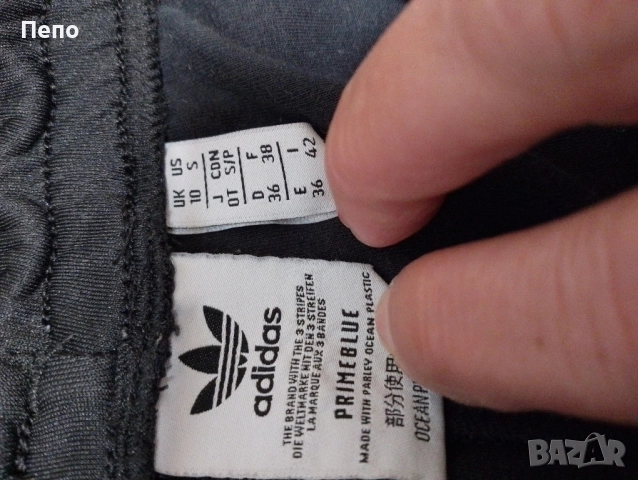 Пепо
UK US
10 S
J CDN
OT S/P
D F
36 38
E I
36 42
adidas
THE BRAND WITH THE 3 STRIPES
DIE WELTMARKE MIT DEN 3 STREIFEN
LA MARQUE AUX 3 BANDES
PRIMEBLUE
MADE WITH PARLEY OCEAN PLASTIC
部分使用
OCEAN
BAZAR